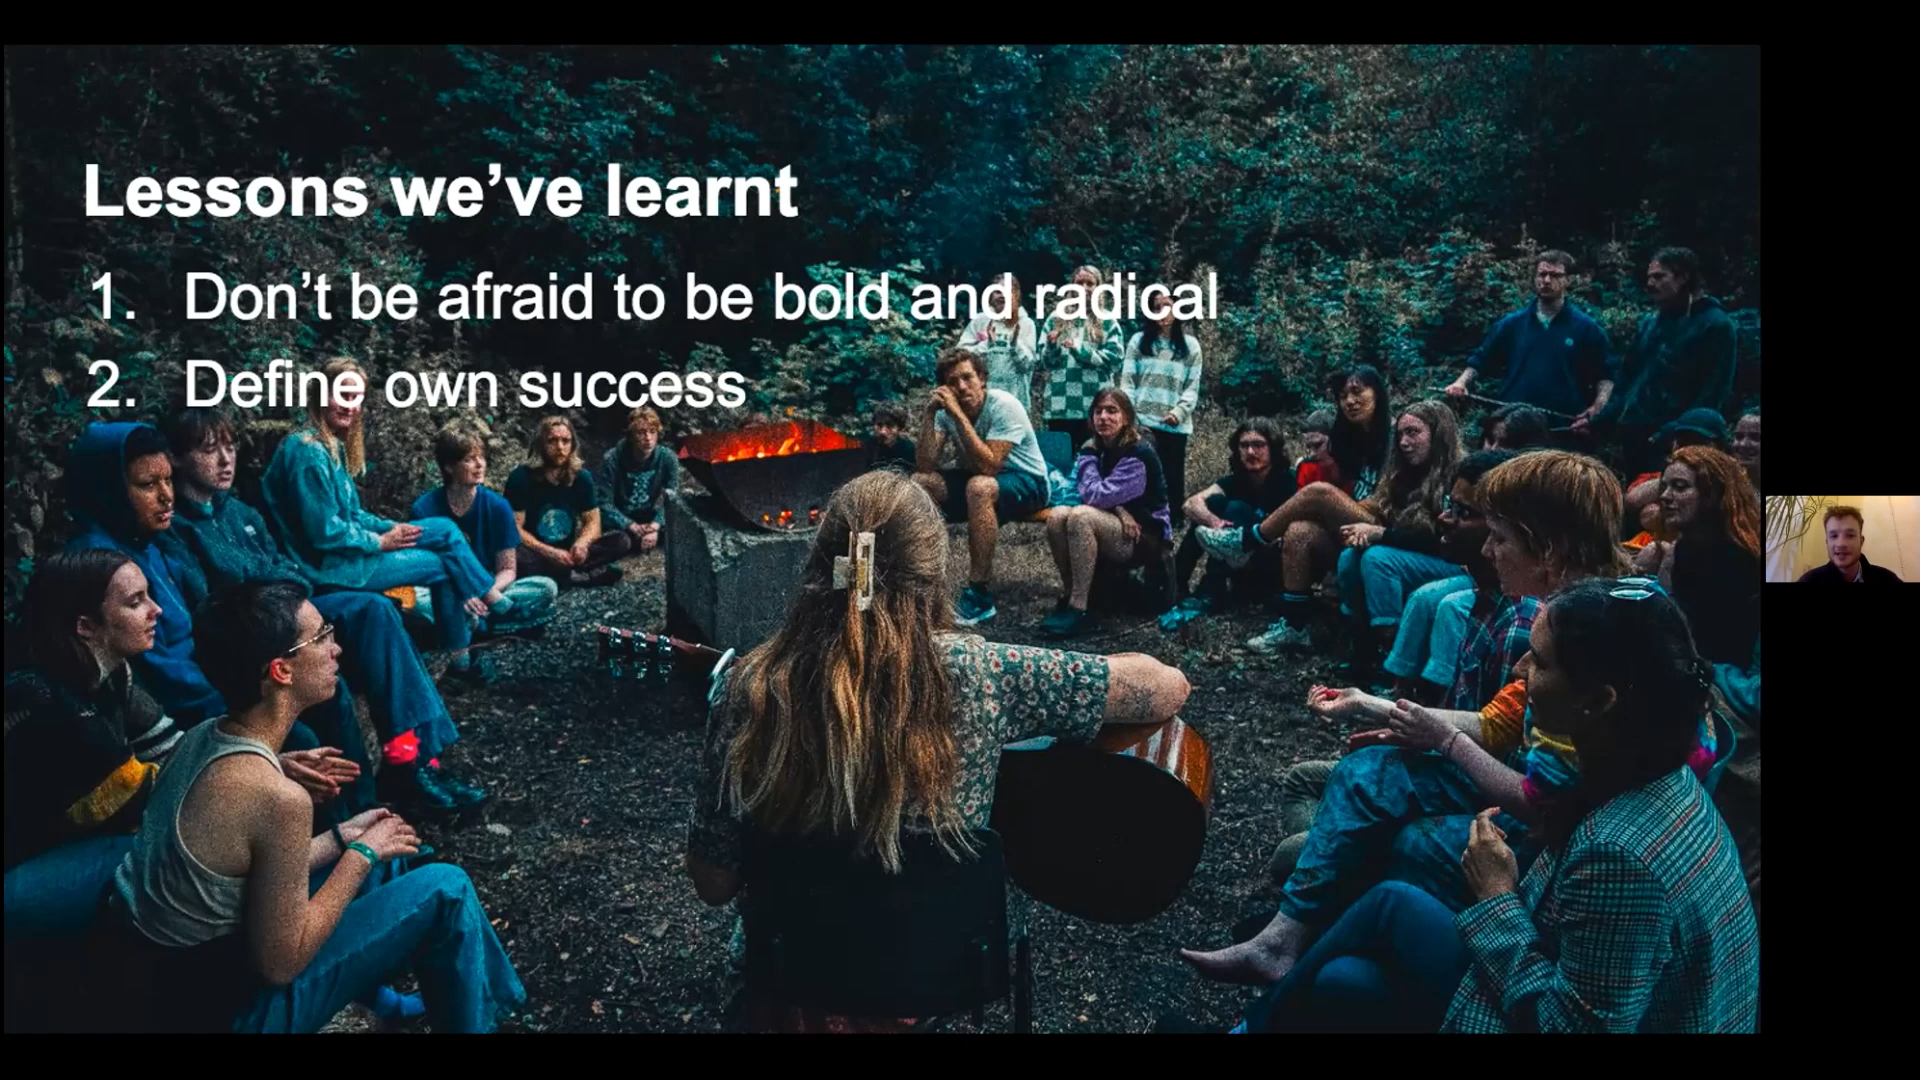 Lessons we’ve learnt
1. Don’t be afraid to be bold and radical
2. Define own success